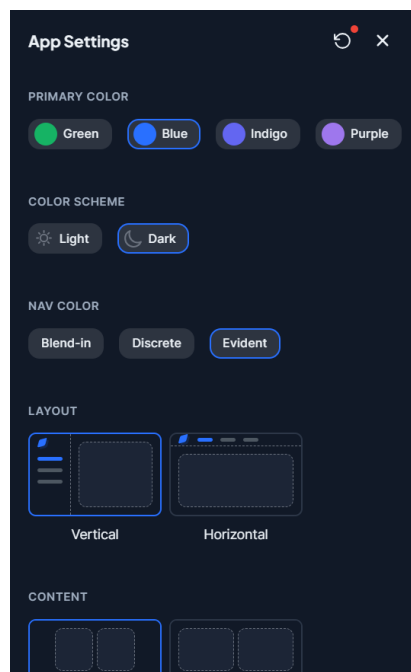 App Settings
PRIMARY COLOR
Green Blue Indigo Purple
COLOR SCHEME
Light Dark
NAV COLOR
Blend-in Discrete Evident
LAYOUT
Vertical Horizontal
CONTENT